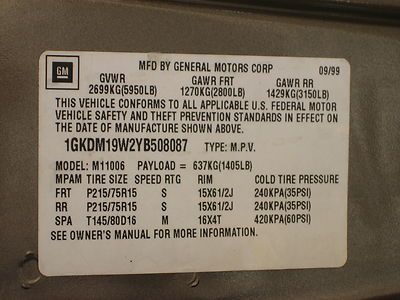 GM
MFD BY GENERAL MOTORS CORP 09/99
GVWR GAWR FRT GAWR RR
2699KG(5950LB) 1270KG(2800LB) 1429KG(3150LB)
THIS VEHICLE CONFORMS TO ALL APPLICABLE U.S. FEDERAL MOTOR
VEHICLE SAFETY AND THEFT PREVENTION STANDARDS IN EFFECT ON
THE DATE OF MANUFACTURE SHOWN ABOVE.
1GKDM19W2YB508087 TYPE: M.P.V.
MODEL: M11006 PAYLOAD = 637KG(1405LB)
MPAM TIRE SIZE SPEED RTG RIM COLD TIRE PRESSURE
FRT P215/75R15 S 15X61/2J 240KPA(35PSI)
RR P215/75R15 S 15X61/2J 240KPA(35PSI)
SPA T145/80D16 M 16X4T 420KPA(60PSI)
SEE OWNER'S MANUAL FOR MORE INFORMATION.